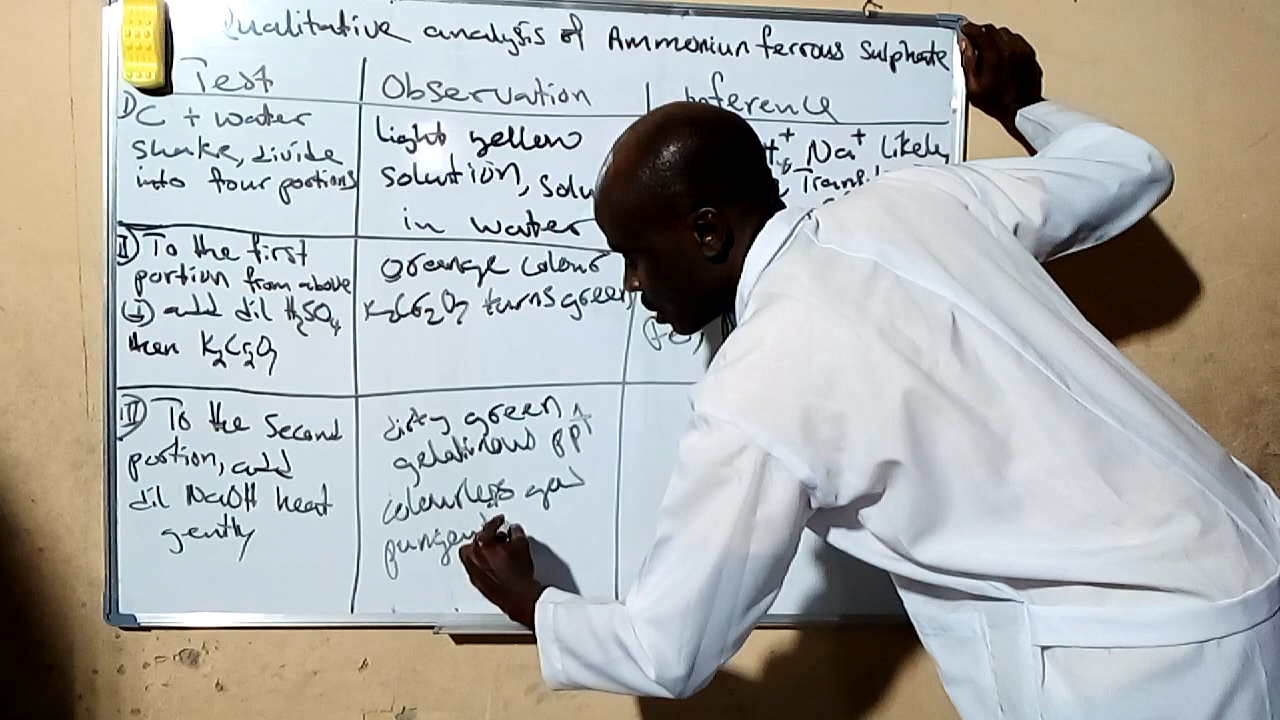 Qualitative analysis of Ammonium ferrous Sulphate
Test
Observation
Inference
I) C + water
shake, divide
into four portions
light yellow
solution, solu
in water
Na⁺ likely
II) To the first
portion from above
(I) add dil H₂SO₄
then K₂Cr₂O₇
Orange colour
K₂Cr₂O₇ turns green
III) To the second
portion, add
dil NaOH heat
gently
dirty green
gelatinous ppt
colourless gas
pungen